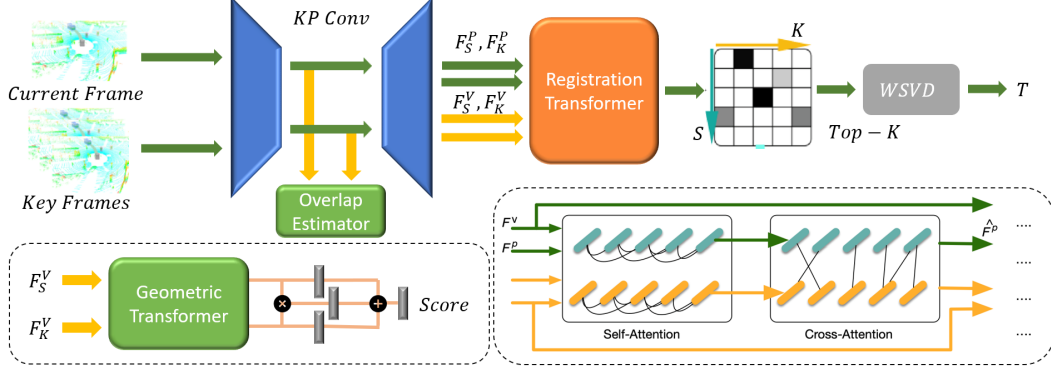 KP Conv
Current Frame
Key Frames
Overlap
Estimator
F_S^P, F_K^P
F_S^V, F_K^V
Registration
Transformer
K
S
Top − K
WSVD
T
F_S^V
F_K^V
Geometric
Transformer
×
+
Score
F^v
F^p
Self-Attention
Cross-Attention
F̂^p
....
....
....
....